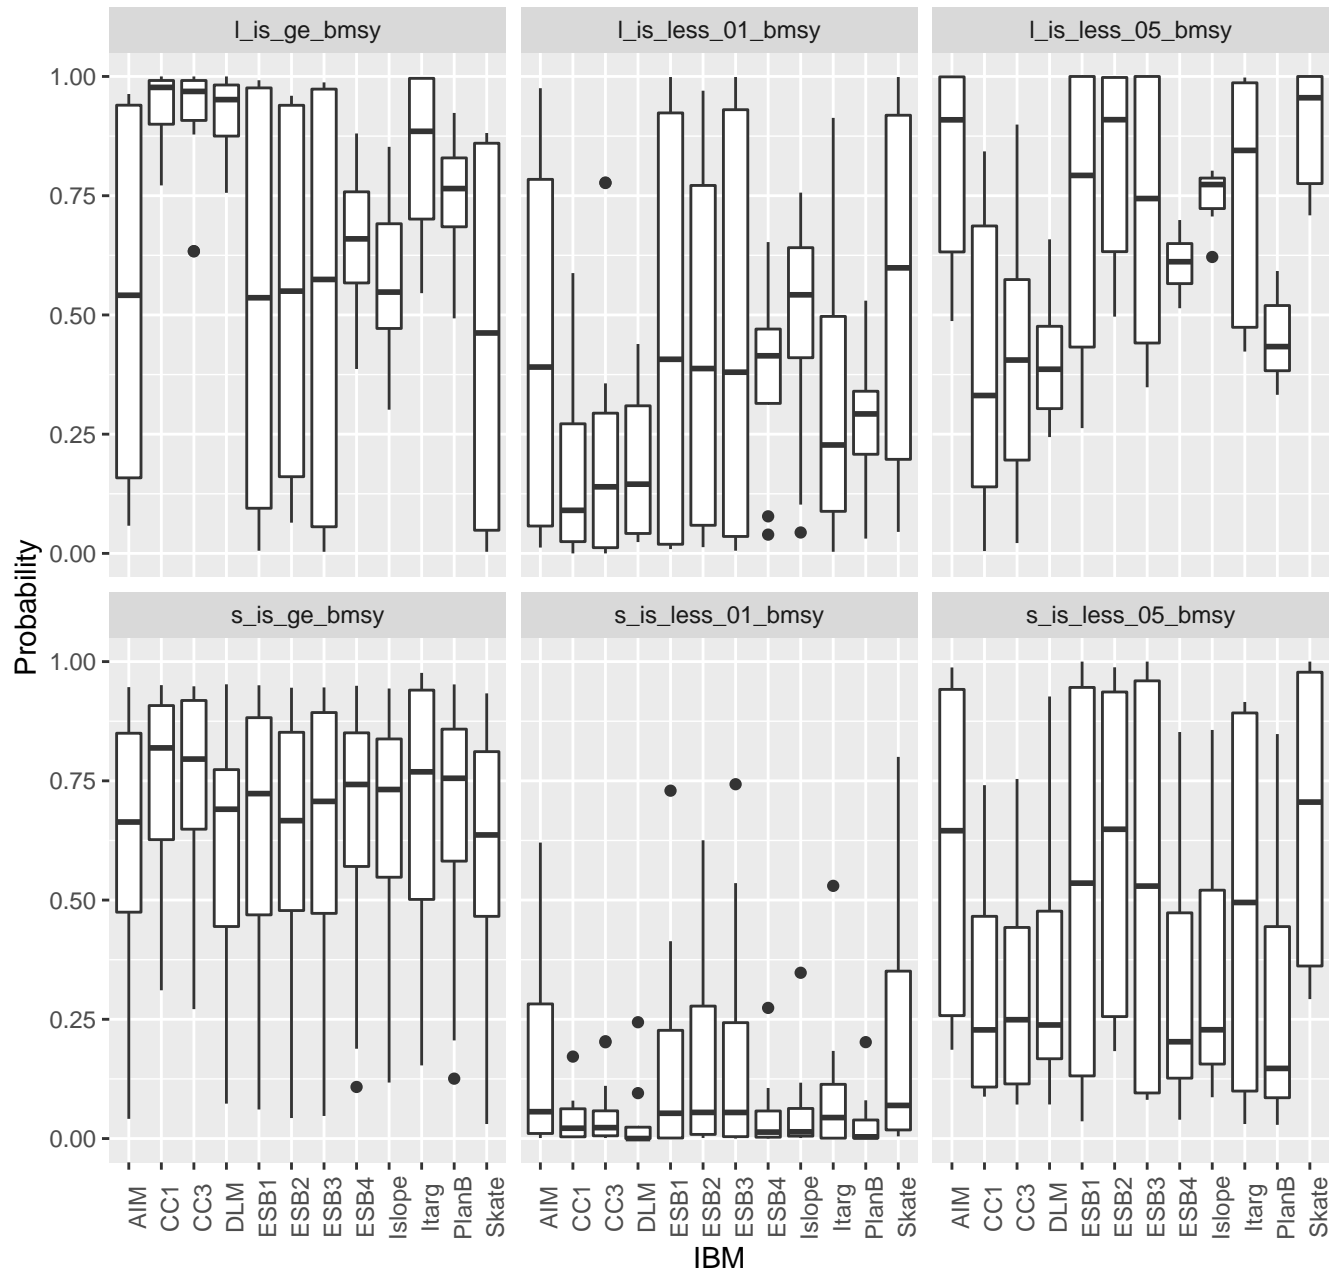 l_is_ge_bmsy
l_is_less_01_bmsy
l_is_less_05_bmsy
1.00
0.75
0.50
0.25
0.00
Probability
s_is_ge_bmsy
s_is_less_01_bmsy
s_is_less_05_bmsy
1.00
0.75
0.50
0.25
0.00
AIM
CC1
CC3
DLM
ESB1
ESB2
ESB3
ESB4
Islope
Itarg
PlanB
Skate
AIM
CC1
CC3
DLM
ESB1
ESB2
ESB3
ESB4
Islope
Itarg
PlanB
Skate
AIM
CC1
CC3
DLM
ESB1
ESB2
ESB3
ESB4
Islope
Itarg
PlanB
Skate
IBM